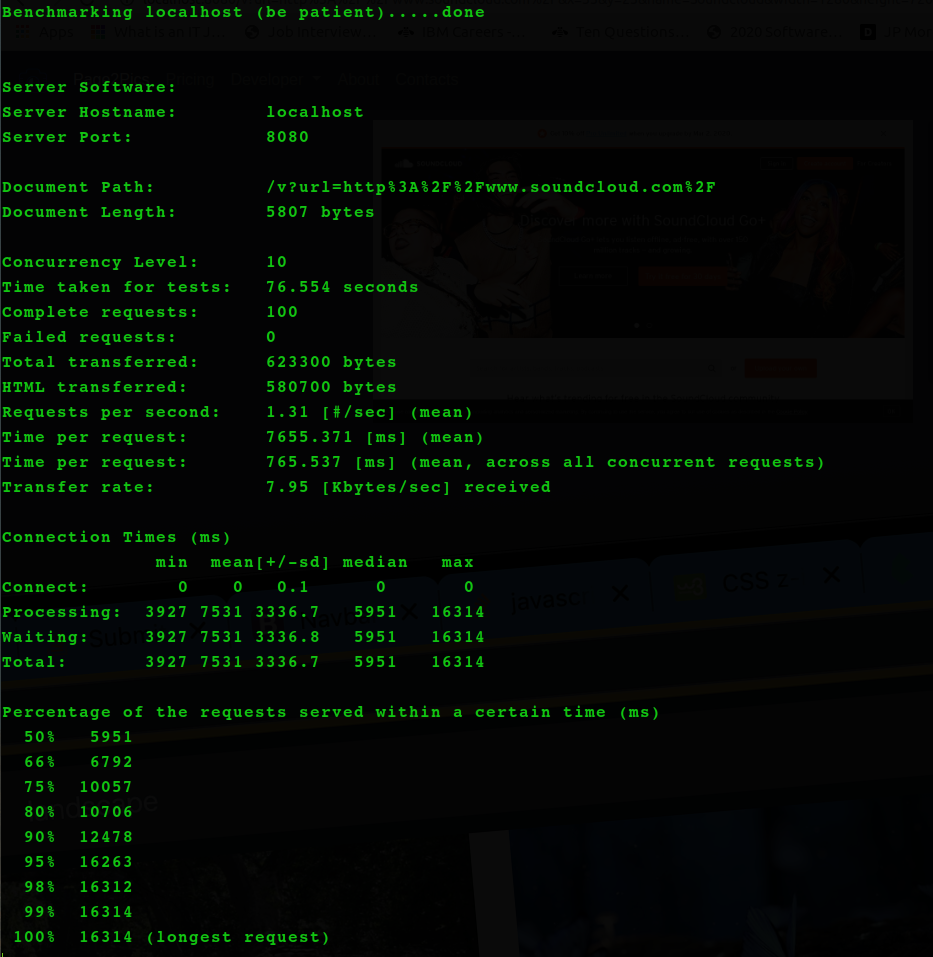 Benchmarking localhost (be patient).....done
Server Software:
Server Hostname: localhost
Server Port: 8080
Document Path: /v?url=http%3A%2F%2Fwww.soundcloud.com%2F
Document Length: 5807 bytes
Concurrency Level: 10
Time taken for tests: 76.554 seconds
Complete requests: 100
Failed requests: 0
Total transferred: 623300 bytes
HTML transferred: 580700 bytes
Requests per second: 1.31 [#/sec] (mean)
Time per request: 7655.371 [ms] (mean)
Time per request: 765.537 [ms] (mean, across all concurrent requests)
Transfer rate: 7.95 [Kbytes/sec] received
Connection Times (ms)
min mean[+/-sd] median max
Connect: 0 0 0.1 0 0
Processing: 3927 7531 3336.7 5951 16314
Waiting: 3927 7531 3336.8 5951 16314
Total: 3927 7531 3336.7 5951 16314
Percentage of the requests served within a certain time (ms)
50% 5951
66% 6792
75% 10057
80% 10706
90% 12478
95% 16263
98% 16312
99% 16314
100% 16314 (longest request)
Discover more with SoundCloud Go+
CSS z-
javasc